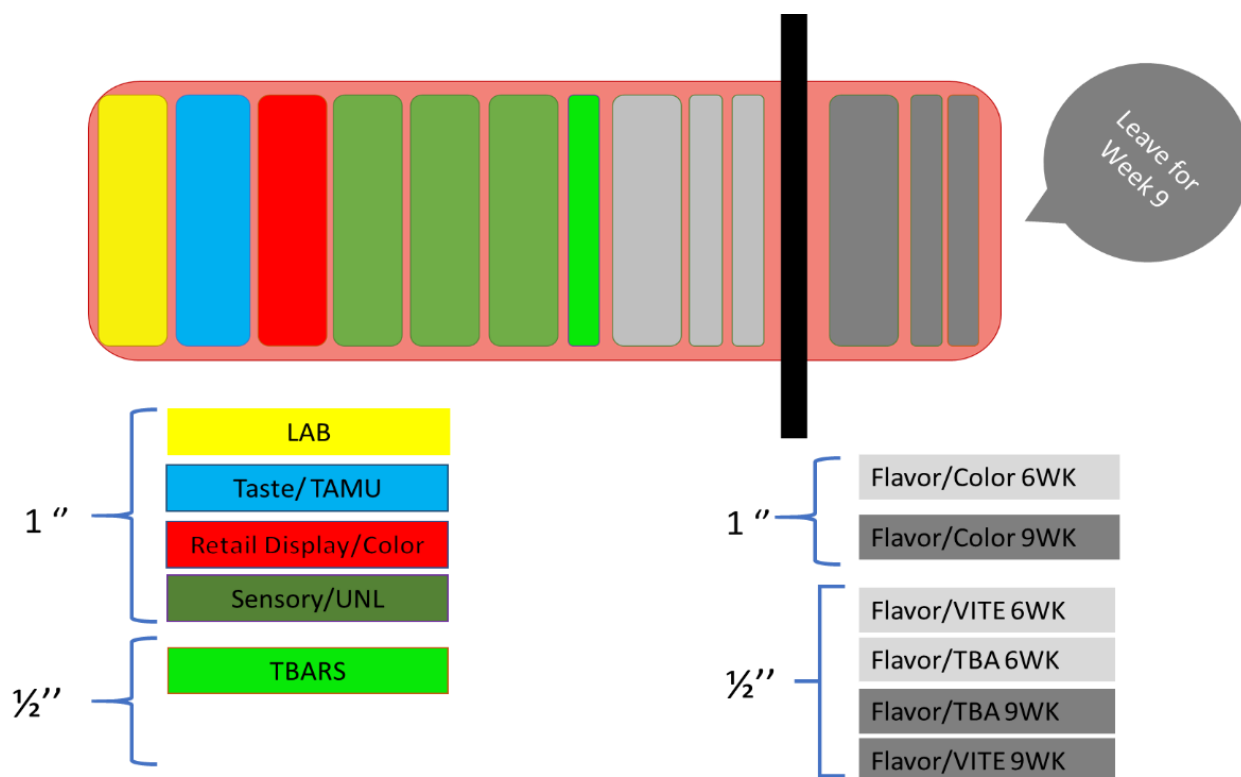 Leave for
Week 9
LAB
Taste/ TAMU
1 ”
Retail Display/Color
Sensory/UNL
TBARS
½’’
Flavor/Color 6WK
1 ”
Flavor/Color 9WK
Flavor/VITE 6WK
Flavor/TBA 6WK
½’’
Flavor/TBA 9WK
Flavor/VITE 9WK